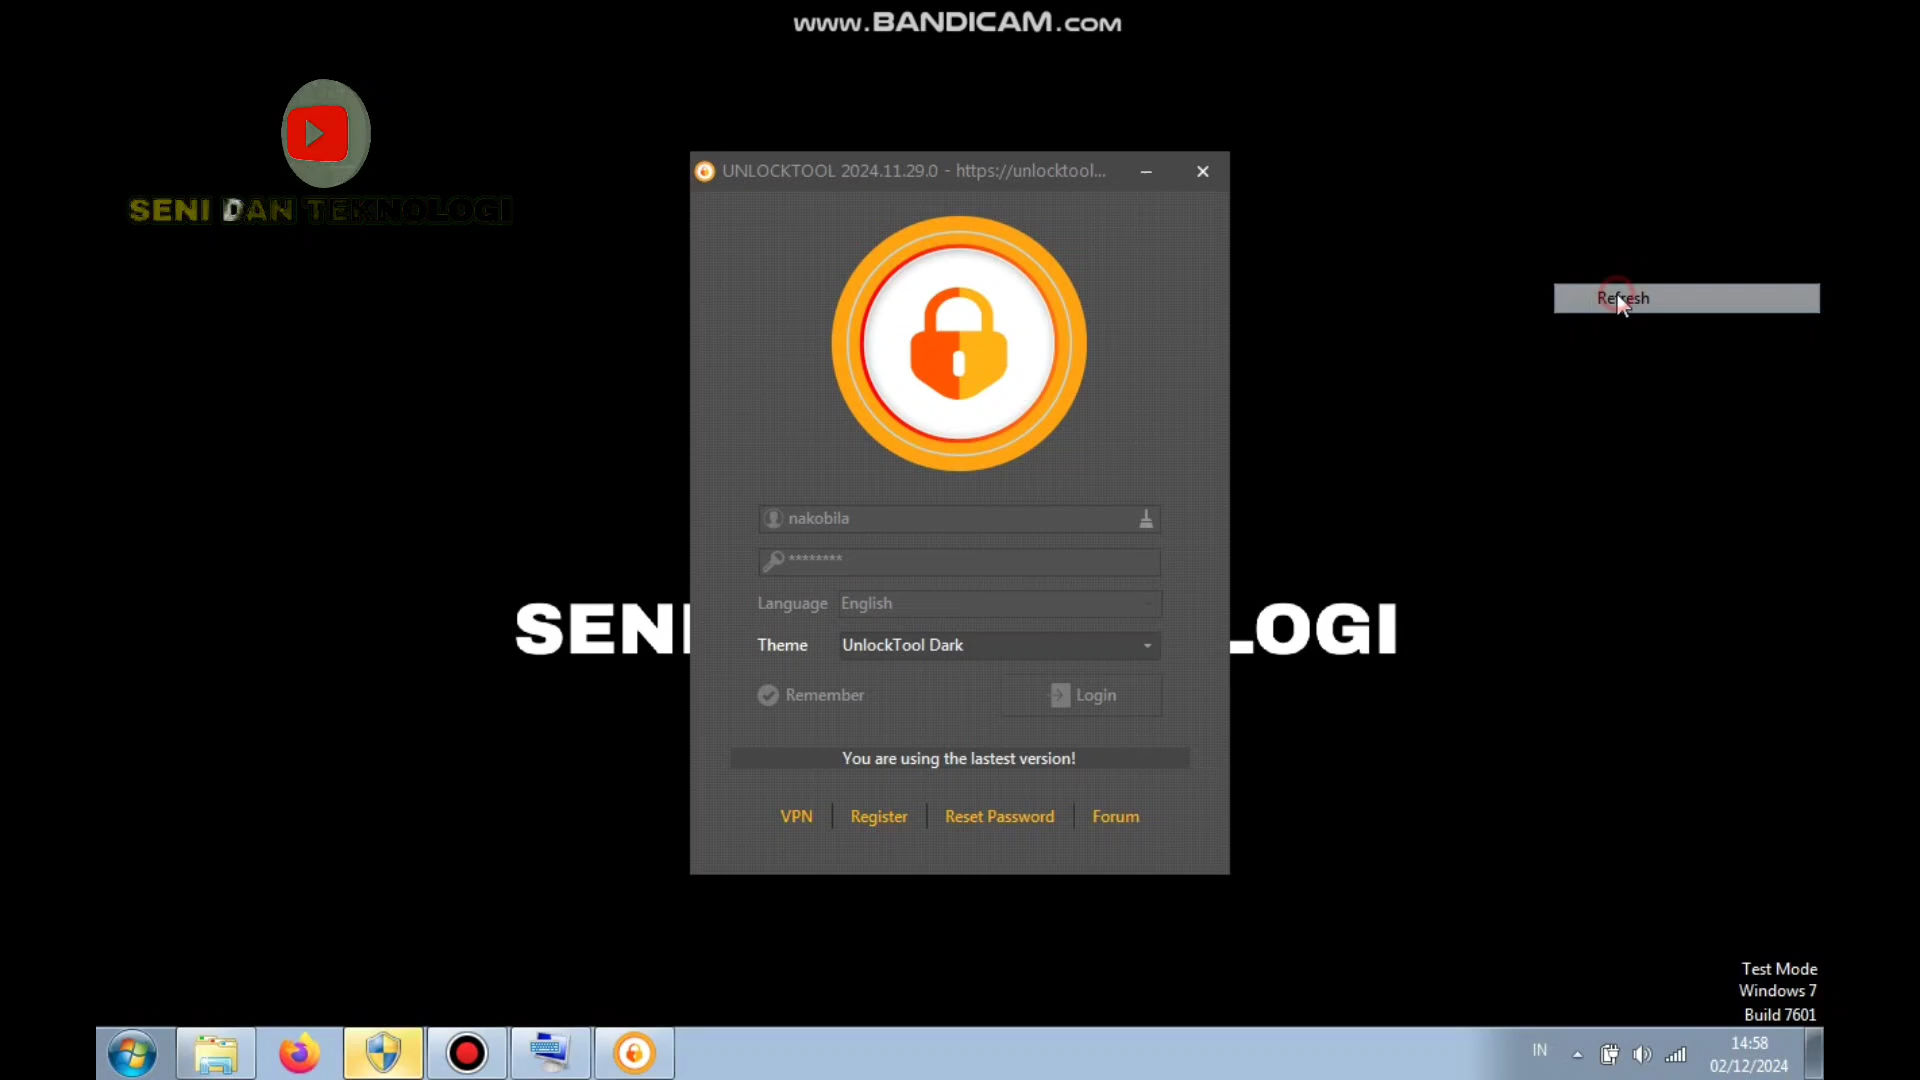 www.BANDICAM.com
SENI DAN TEKNOLOGI
UNLOCKTOOL 2024.11.29.0 - https://unlocktool...
Refresh
nakobila
********
Language English
SENI
LOGI
Theme UnlockTool Dark
Remember
Login
You are using the lastest version!
VPN
Register
Reset Password
Forum
Test Mode
Windows 7
Build 7601
IN
14:58
02/12/2024